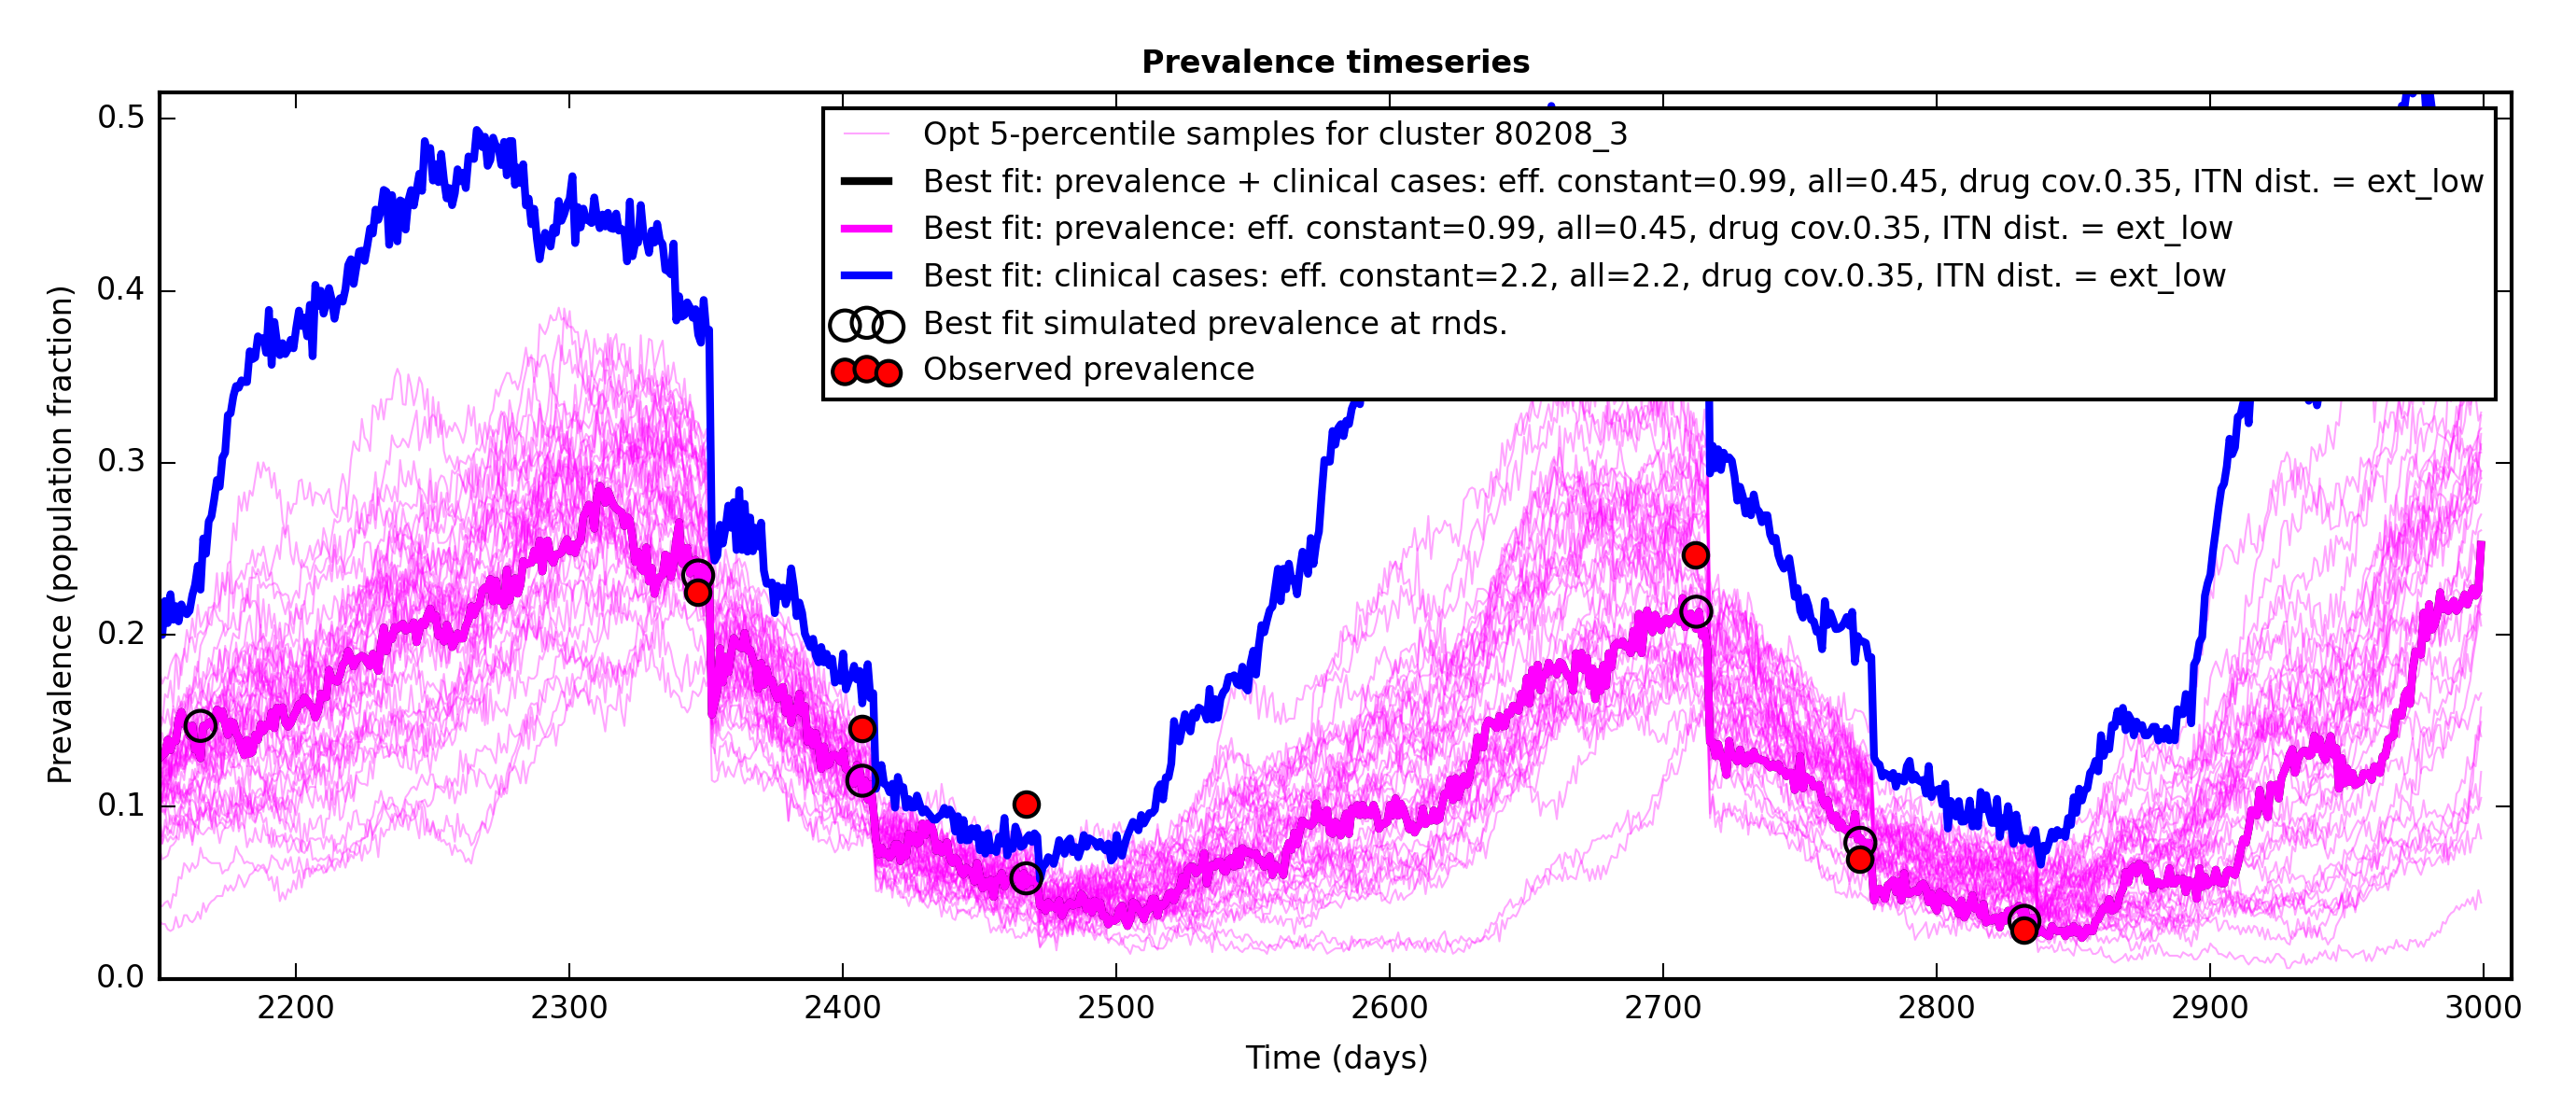 Prevalence timeseries
Opt 5-percentile samples for cluster 80208_3
Best fit: prevalence + clinical cases: eff. constant=0.99, all=0.45, drug cov.0.35, ITN dist. = ext_low
Best fit: prevalence: eff. constant=0.99, all=0.45, drug cov.0.35, ITN dist. = ext_low
Best fit: clinical cases: eff. constant=2.2, all=2.2, drug cov.0.35, ITN dist. = ext_low
Best fit simulated prevalence at rnds.
Observed prevalence
Prevalence (population fraction)
0.5
0.4
0.3
0.2
0.1
0.0
2200 2300 2400 2500 2600 2700 2800 2900 3000
Time (days)